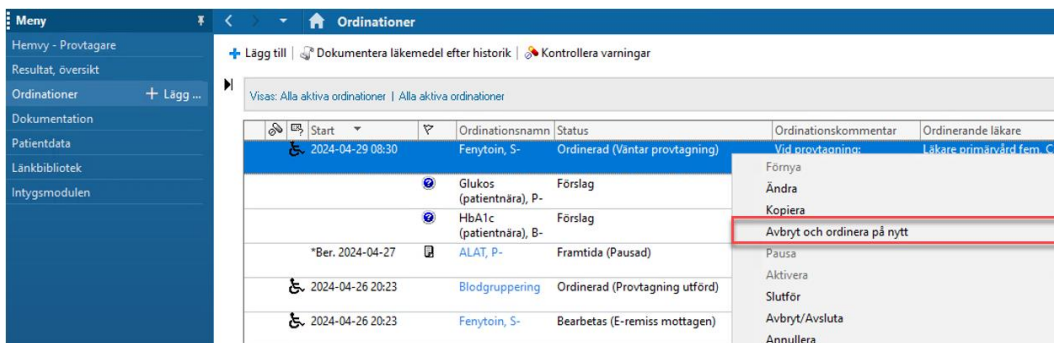 Meny
Ordinationer
Hemvy - Provtagare
Resultat, översikt
Ordinationer + Lägg ...
Dokumentation
Patientdata
Länkbibliotek
Intygsmodulen
Lägg till | Dokumentera läkemedel efter historik | Kontrollera varningar
Visas: Alla aktiva ordinationer | Alla aktiva ordinationer
Start Ordinationsnamn Status Ordinationskommentar Ordinerande läkare
2024-04-29 08:30 Fenytoin, S- Ordinerad (Väntar provtagning) Vid provtagning: Läkare primärvård fem, C
Glukos Förslag
(patientnära), P-
HbA1c Förslag
(patientnära), B-
*Ber. 2024-04-27 ALAT, P- Framtida (Pausad)
2024-04-26 20:23 Blodgruppering Ordinerad (Provtagning utförd)
2024-04-26 20:23 Fenytoin, S- Bearbetas (E-remiss mottagen)
Förnya
Ändra
Kopiera
Avbryt och ordinera på nytt
Pausa
Aktivera
Slutför
Avbryt/Avsluta
Annullera